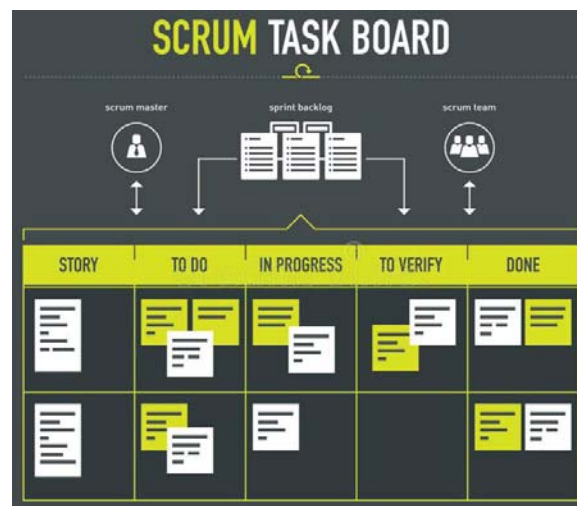 SCRUM TASK BOARD
scrum master
sprint backlog
scrum team
STORY
TO DO
IN PROGRESS
TO VERIFY
DONE